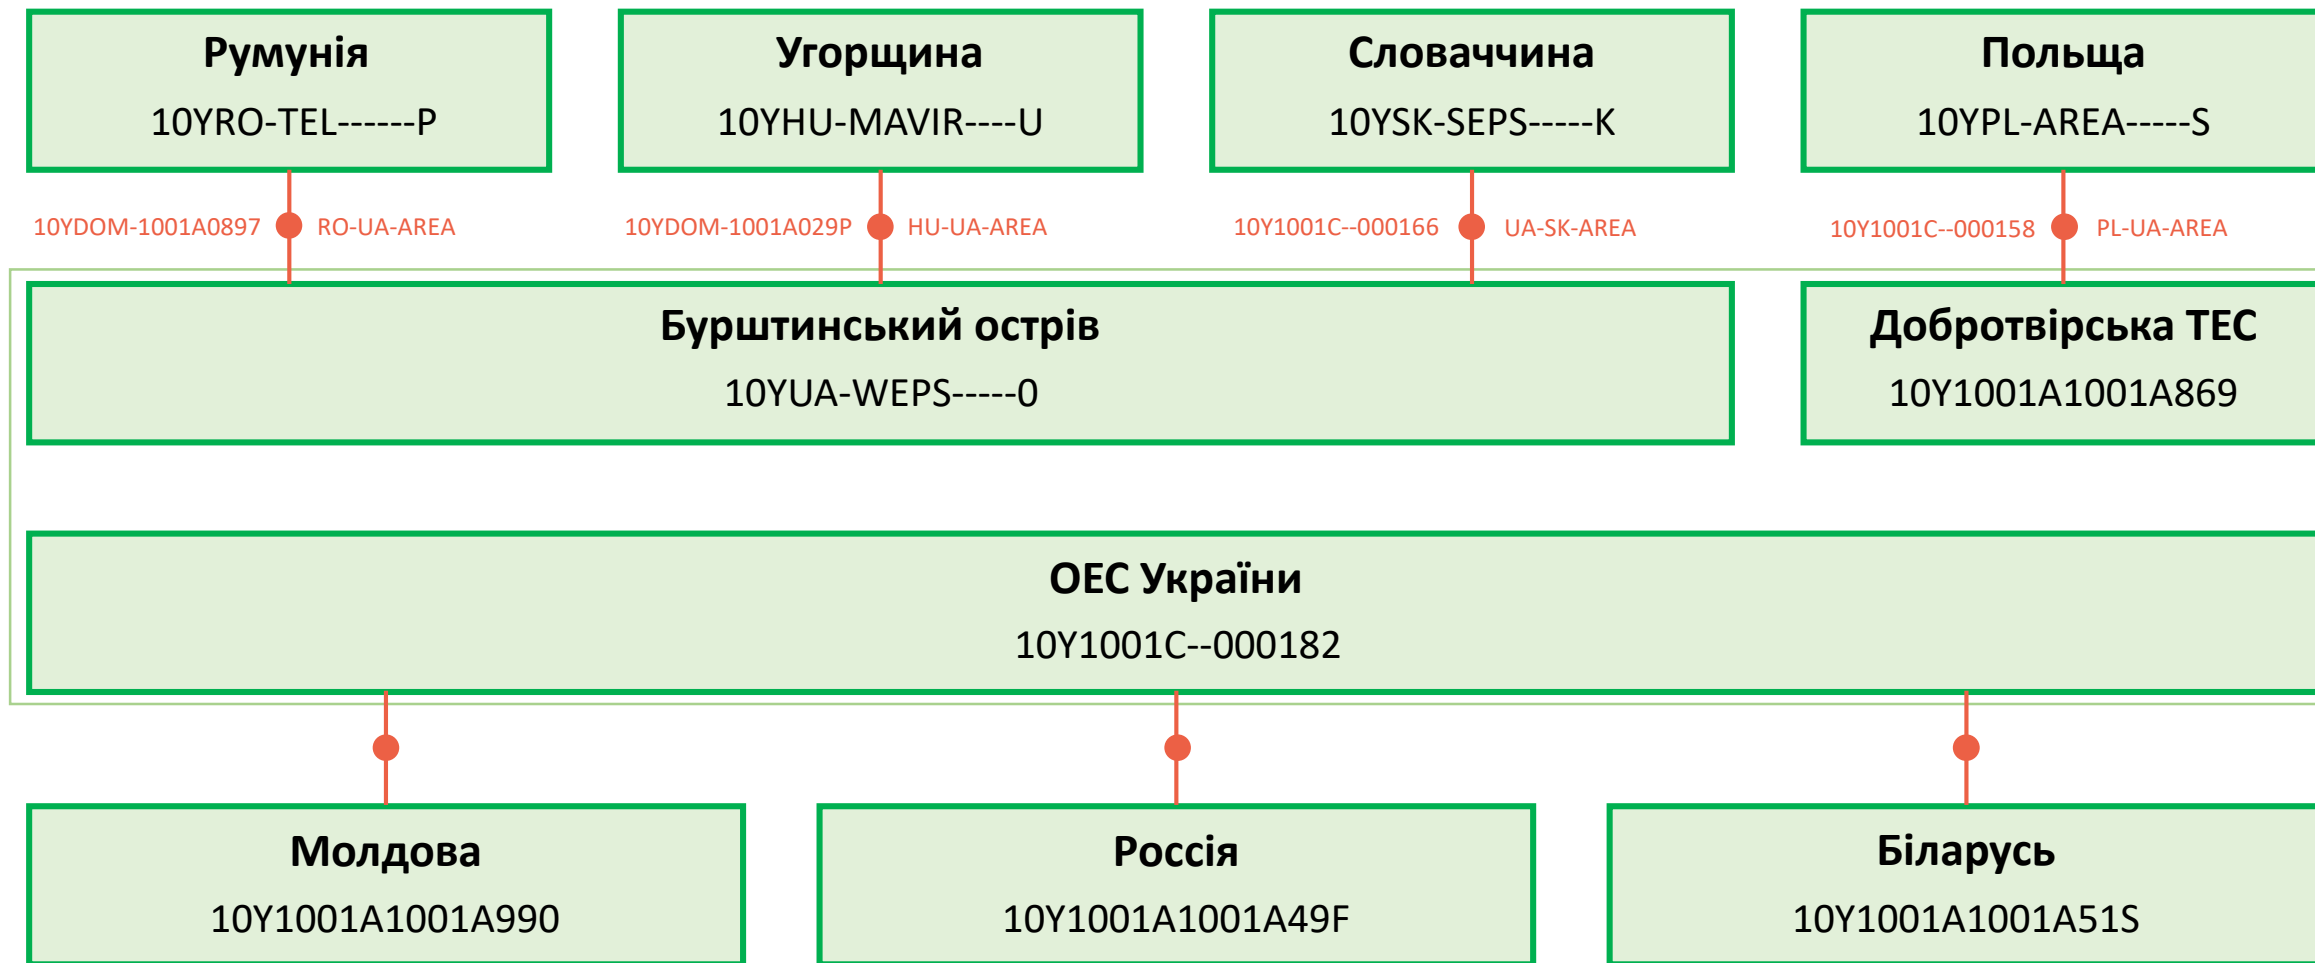 Румунія
10YRO-TEL------P
Угорщина
10YHU-MAVIR----U
Словаччина
10YSK-SEPS-----K
Польща
10YPL-AREA-----S
10YDOM-1001A0897
RO-UA-AREA
10YDOM-1001A029P
HU-UA-AREA
10Y1001C--000166
UA-SK-AREA
10Y1001C--000158
PL-UA-AREA
Бурштинський острів
10YUA-WEPS-----0
Добротвірська ТЕС
10Y1001A1001A869
ОЕС України
10Y1001C--000182
Молдова
10Y1001A1001A990
Россія
10Y1001A1001A49F
Біларусь
10Y1001A1001A51S